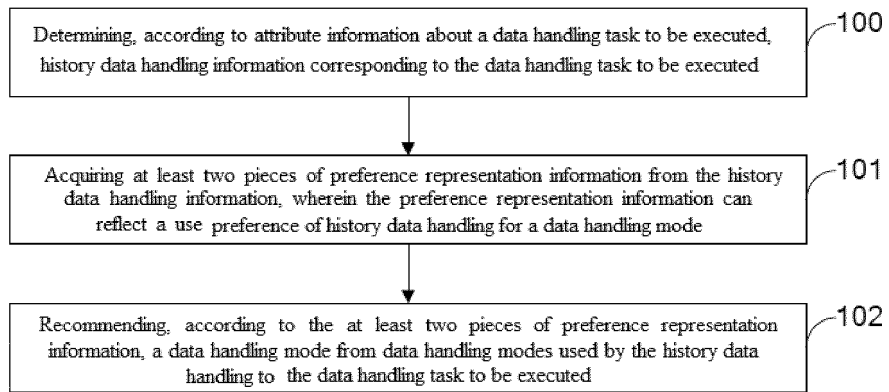 Determining, according to attribute information about a data handling task to be executed,
history data handling information corresponding to the data handling task to be executed
100
Acquiring at least two pieces of preference representation information from the history
data handling information, wherein the preference representation information can
reflect a use preference of history data handling for a data handling mode
101
Recommending, according to the at least two pieces of preference representation
information, a data handling mode from data handling modes used by the history data
handling to the data handling task to be executed
102